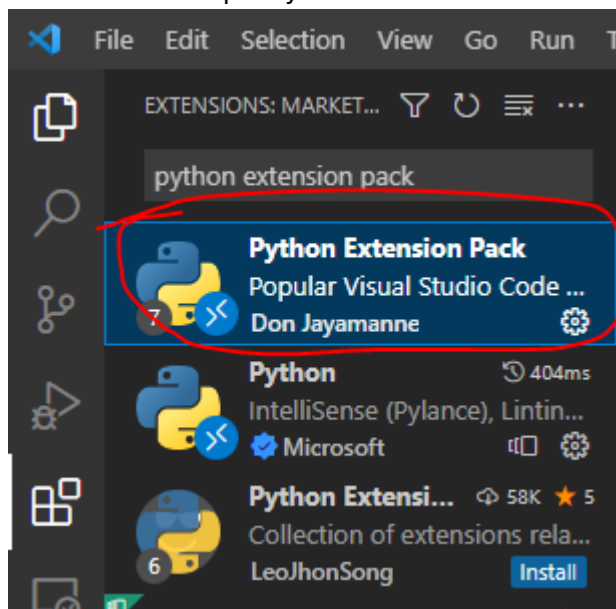 File Edit Selection View Go Run
EXTENSIONS: MARKET...
python extension pack
Python Extension Pack
Popular Visual Studio Code ...
7
Don Jayamanne
Python 404ms
IntelliSense (Pylance), Lintin...
Microsoft
Python Extensi... 58K 5
Collection of extensions rela...
6
LeoJhonSong Install